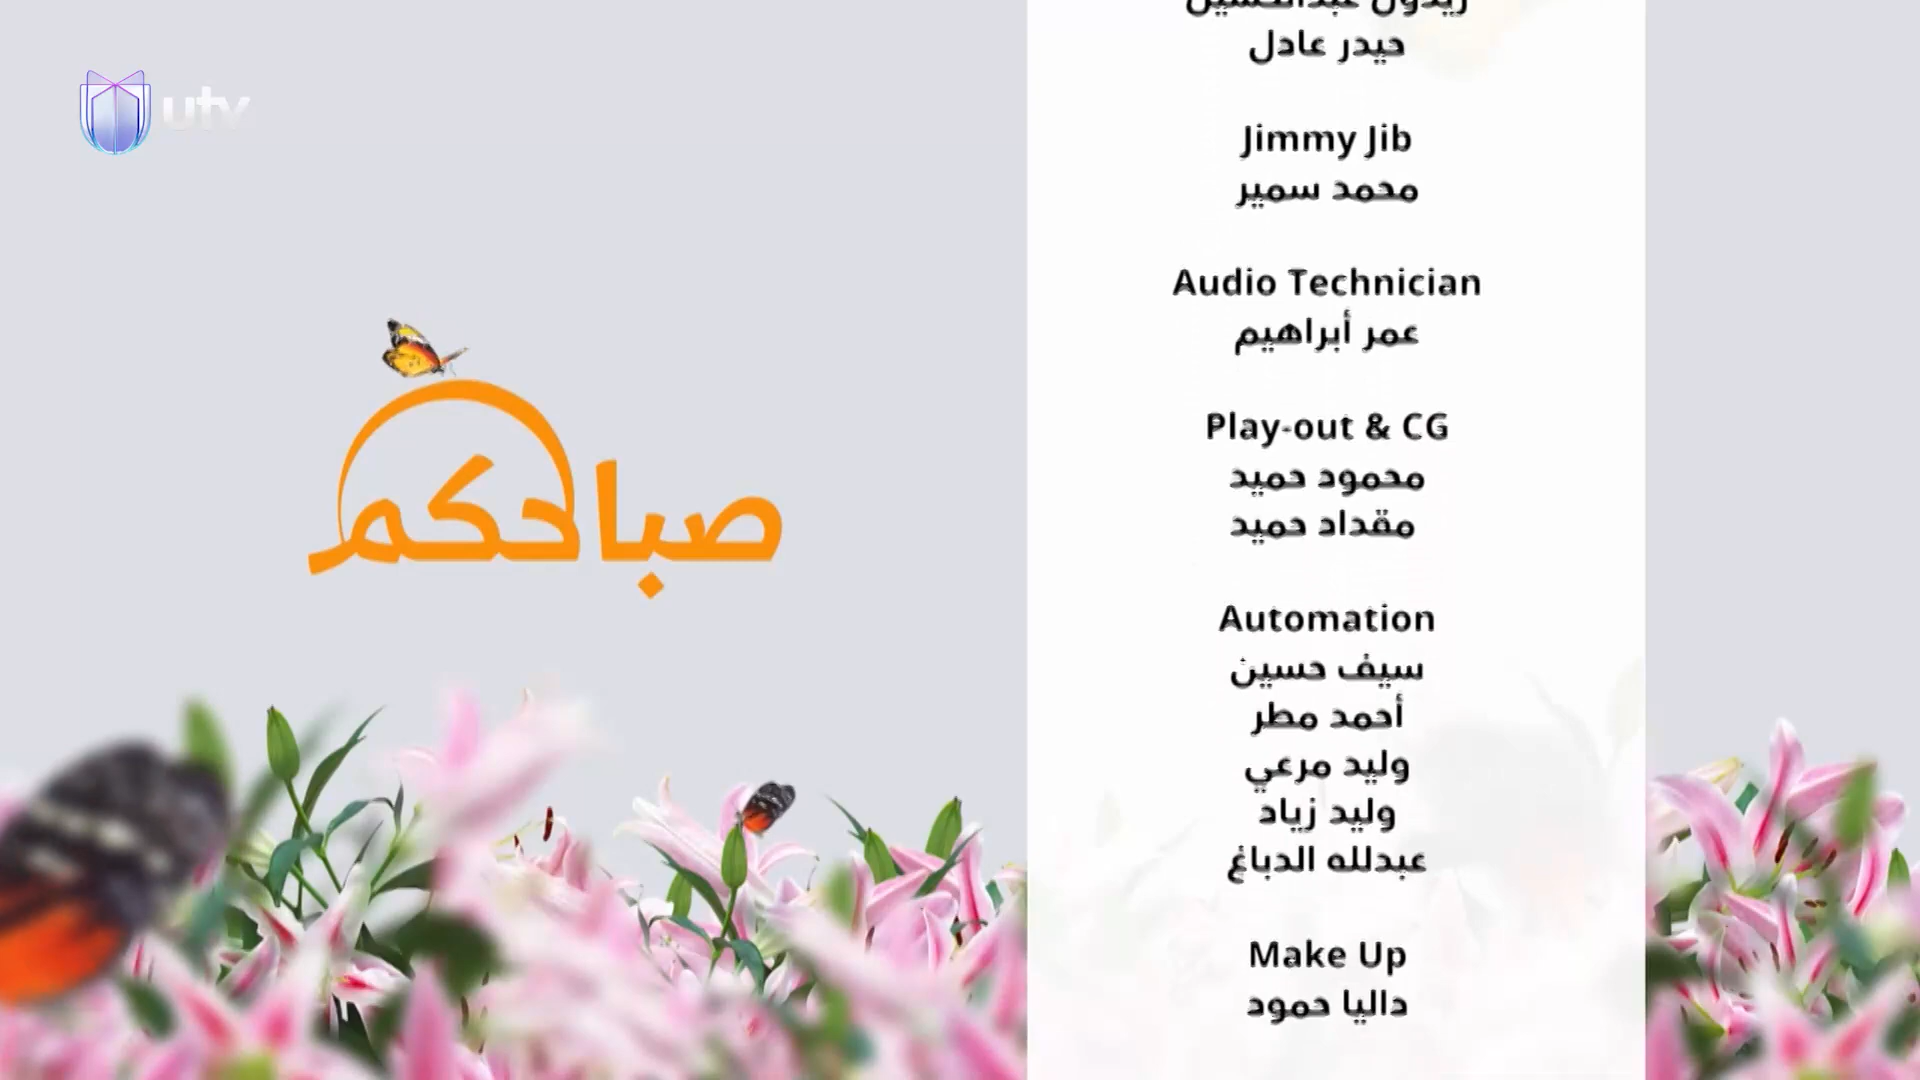 utv
صباحكم
حيدر عادل
Jimmy Jib
محمد سمير
Audio Technician
عمر أبراهيم
Play-out & CG
محمود حميد
مقداد حميد
Automation
سيف حسين
أحمد مطر
وليد مرعي
وليد زياد
عبدلله الدباغ
Make Up
داليا حمود